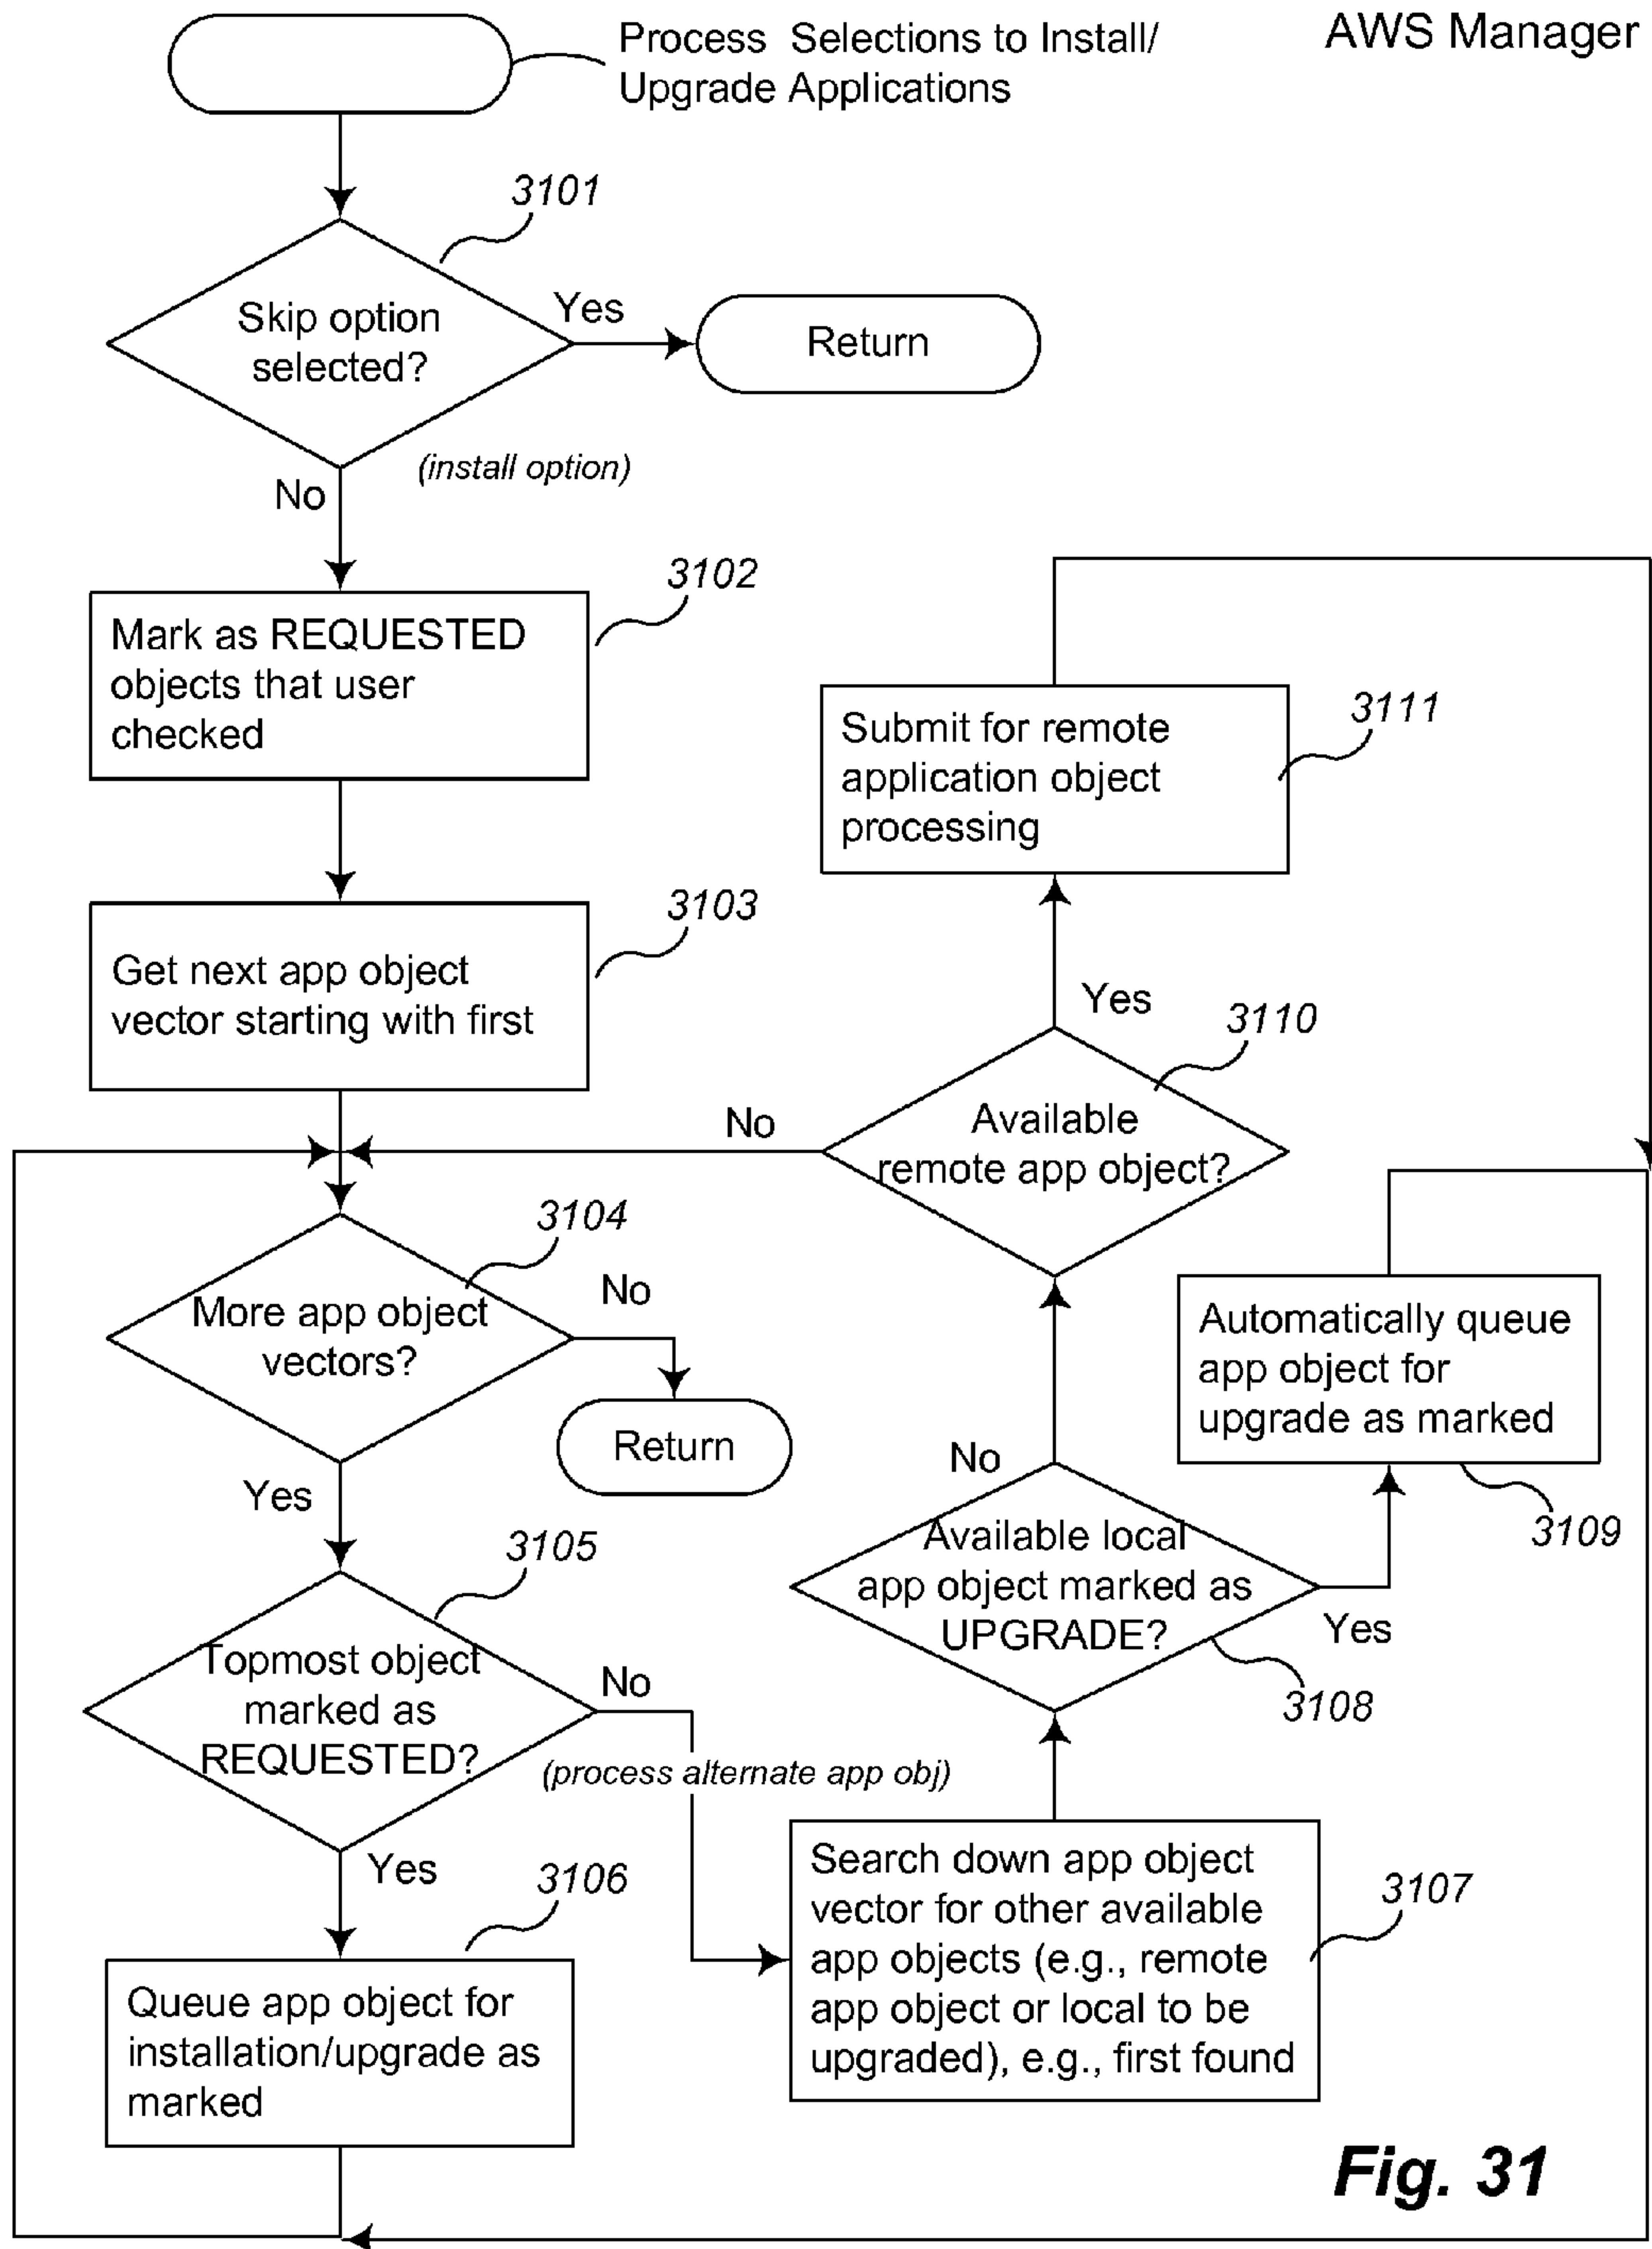 Process Selections to Install/
Upgrade Applications
AWS Manager
3101
Skip option
selected?
Yes
Return
(install option)
No
3102
Mark as REQUESTED
objects that user
checked
3103
Get next app object
vector starting with first
3104
More app object
vectors?
No
Return
Yes
3105
Topmost object
marked as
REQUESTED?
No
(process alternate app obj)
Yes
3106
Queue app object for
installation/upgrade as
marked
3107
Search down app object
vector for other available
app objects (e.g., remote
app object or local to be
upgraded), e.g., first found
3108
Available local
app object marked as
UPGRADE?
Yes
3109
Automatically queue
app object for
upgrade as marked
No
3110
Available
remote app object?
No
Yes
3111
Submit for remote
application object
processing
Fig. 31